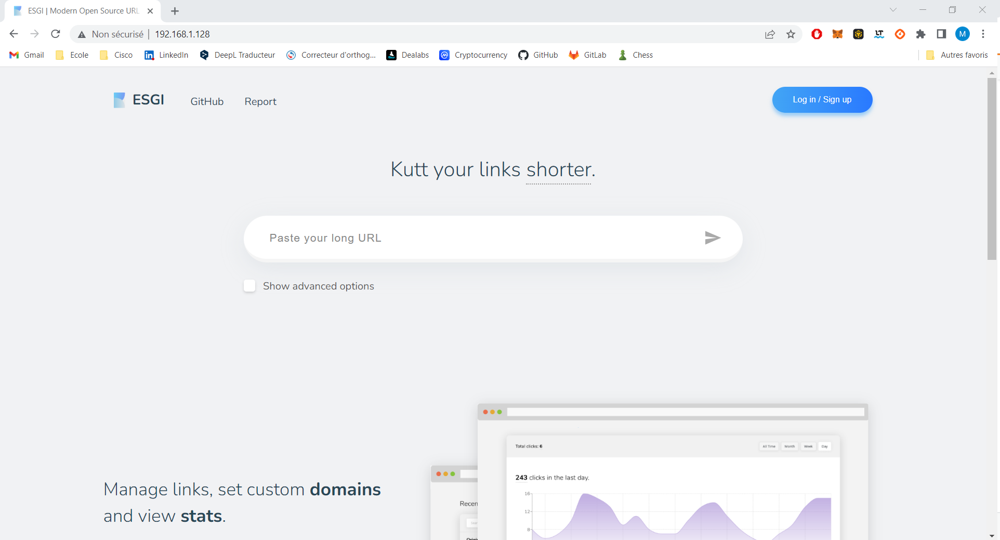 ESGI | Modern Open Source URL
Non sécurisé | 192.168.1.128
M
Gmail Ecole Cisco LinkedIn DeepL Traducteur Correcteur d'orthog... Dealabs Cryptocurrency GitHub GitLab Chess Autres favoris
ESGI GitHub Report Log in / Sign up
Kutt your links shorter.
Paste your long URL
Show advanced options
Total clicks: 6 All Time Month Week Day
243 clicks in the last day.
16
12
8
Manage links, set custom domains
and view stats.
Recen